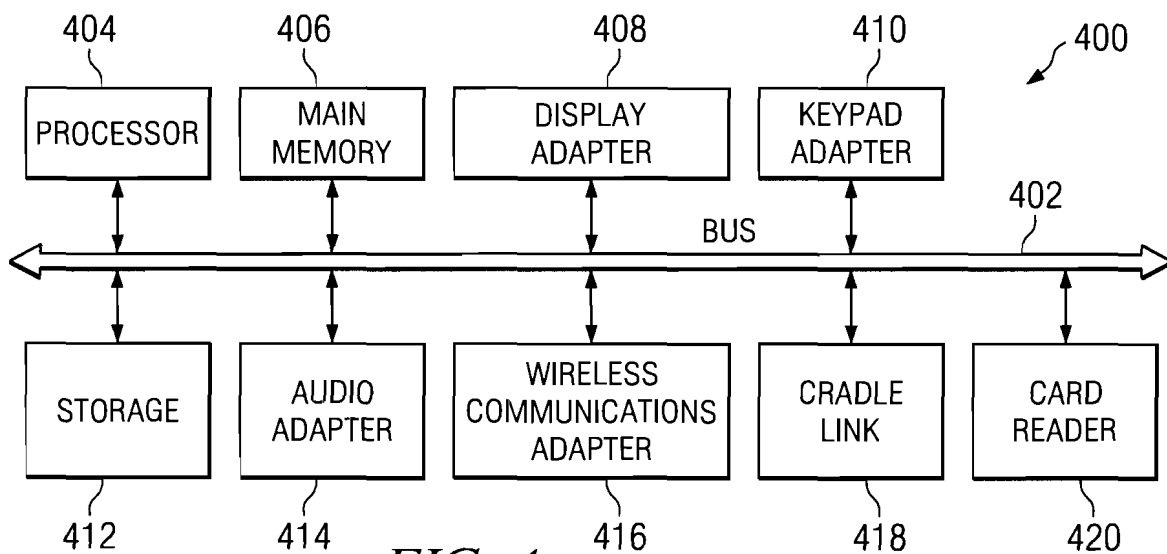 404
406
408
410
400
PROCESSOR
MAIN
MEMORY
DISPLAY
ADAPTER
KEYPAD
ADAPTER
402
BUS
STORAGE
AUDIO
ADAPTER
WIRELESS
COMMUNICATIONS
ADAPTER
CRADLE
LINK
CARD
READER
412
414
416
418
420